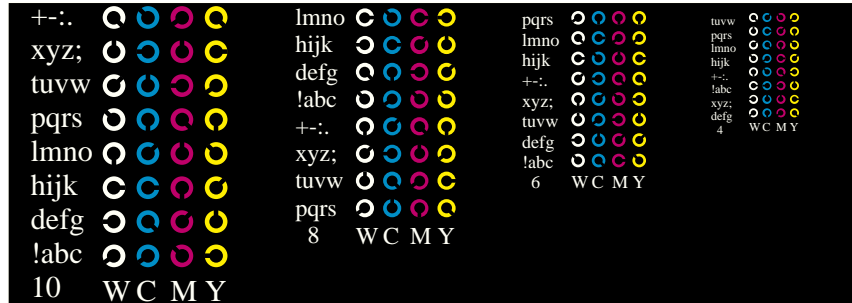 +-:.
xyz;
tuvw
pqrs
lmno
hijk
defg
!abc
10 W C M Y
lmno
hijk
defg
!abc
+-:.
xyz;
tuvw
pqrs
8 W C M Y
pqrs
lmno
hijk
+-:.
xyz;
tuvw
defg
!abc
6 W C M Y
tuvw
pqrs
lmno
hijk
+-:.
!abc
xyz;
defg
4 W C M Y